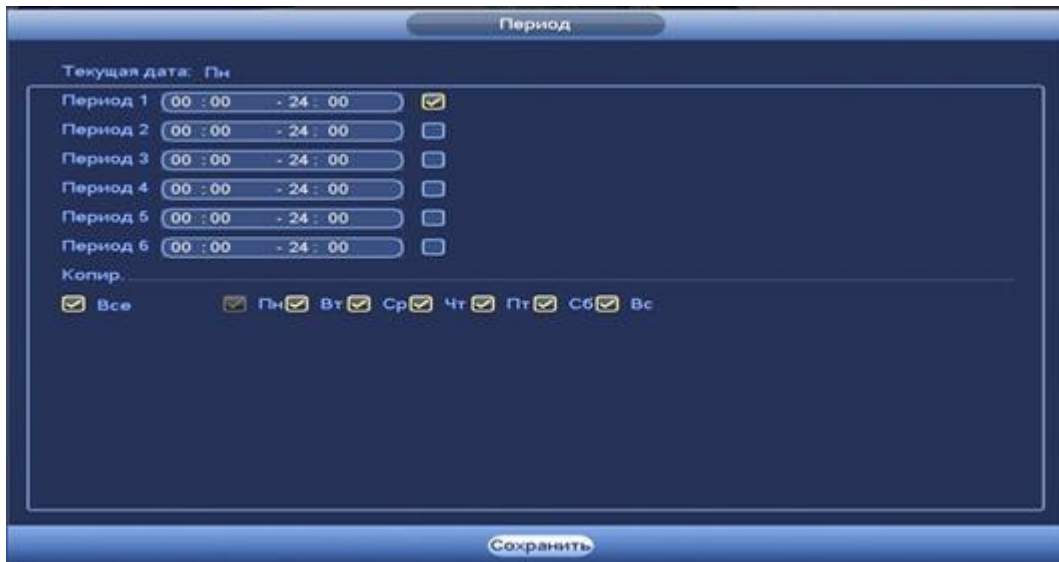 Период
Текущая дата: Пн
Период 1 00 : 00 - 24 : 00
Период 2 00 : 00 - 24 : 00
Период 3 00 : 00 - 24 : 00
Период 4 00 : 00 - 24 : 00
Период 5 00 : 00 - 24 : 00
Период 6 00 : 00 - 24 : 00
Копир.
Все Пн Вт Ср Чт Пт Сб Вс
Сохранить